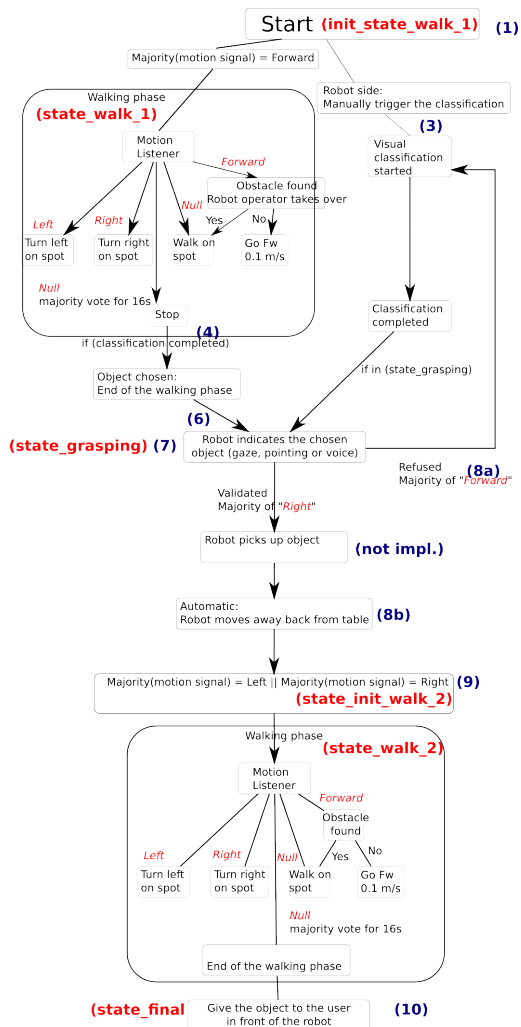 Start (init_state_walk_1) (1)
Majority(motion signal) = Forward
Robot side:
Manually trigger the classification
(3)
Walking phase
(state_walk_1)
Motion
Listener
Visual
classification
started
Forward
Obstacle found
Robot operator takes over
Left
Right
Null
Yes
No
Turn left
on spot
Turn right
on spot
Walk on
spot
Go Fw
0.1 m/s
Null
majority vote for 16s
Stop
Classification
completed
(4)
if (classification completed)
if in (state_grasping)
Object chosen:
End of the walking phase
(6)
(state_grasping) (7)
Robot indicates the chosen
object (gaze, pointing or voice)
(8a)
Refused
Majority of "Forward"
Validated
Majority of "Right"
Robot picks up object
(not impl.)
Automatic:
Robot moves away back from table
(8b)
Majority(motion signal) = Left || Majority(motion signal) = Right
(9)
(state_init_walk_2)
Walking phase
(state_walk_2)
Motion
Listener
Forward
Obstacle
found
Left
Right
Null
Yes
No
Turn left
on spot
Turn right
on spot
Walk on
spot
Go Fw
0.1 m/s
Null
majority vote for 16s
End of the walking phase
(state_final
Give the object to the user
in front of the robot
(10)